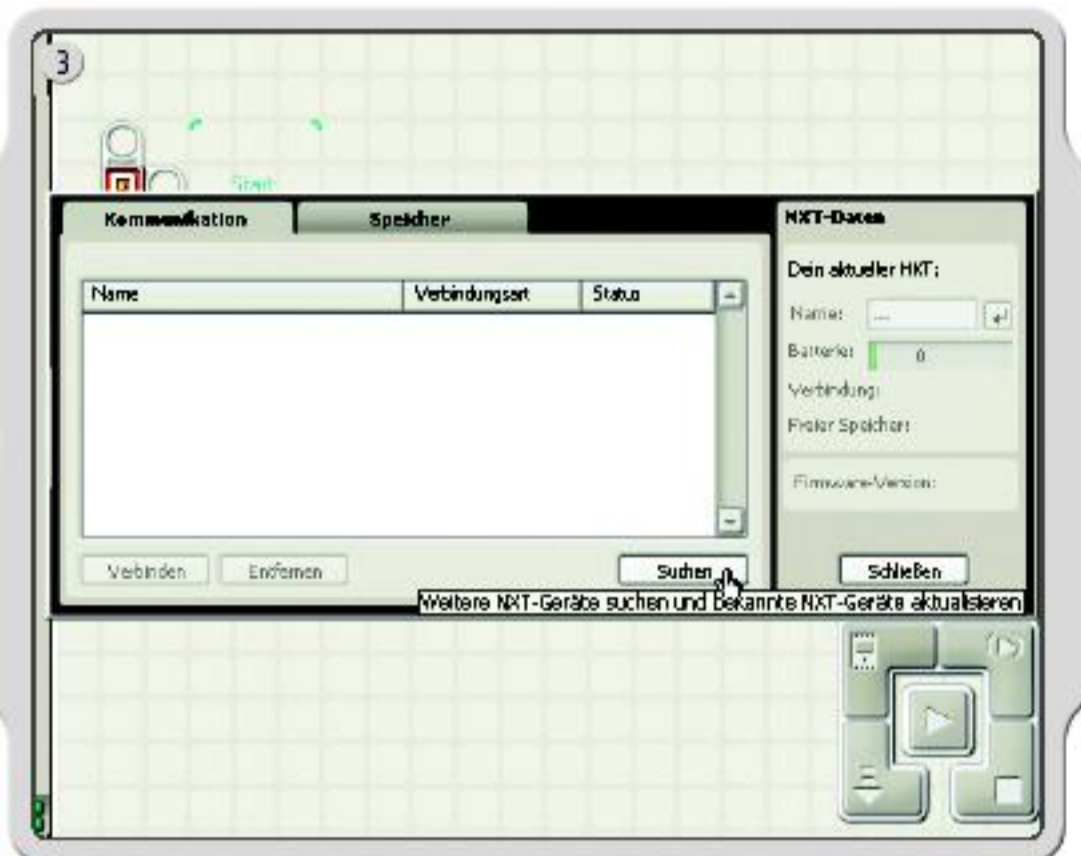 3
Start
Kommunikation
Speicher
Name
Verbindungsart
Status
Verbinden
Entfernen
Suchen
Weitere NXT-Geräte suchen und bekannte NXT-Geräte aktualisieren
NXT-Daten
Dein aktueller NXT:
Name: ...
Batterie: 0
Verbindung:
Freier Speicher:
Firmware-Version:
Schließen